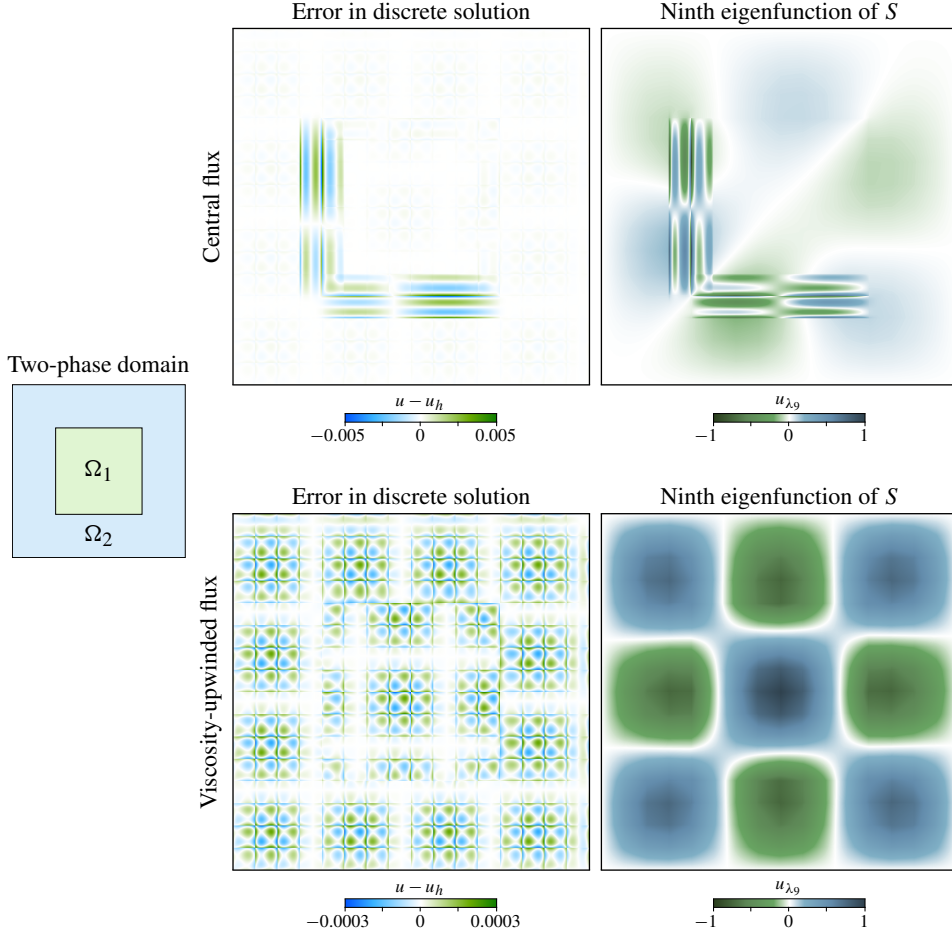 Error in discrete solution
Ninth eigenfunction of S
Central flux
u − u_h
−0.005 0 0.005
u_λ9
−1 0 1
Two-phase domain
Ω1
Ω2
Error in discrete solution
Ninth eigenfunction of S
Viscosity-upwinded flux
u − u_h
−0.0003 0 0.0003
u_λ9
−1 0 1